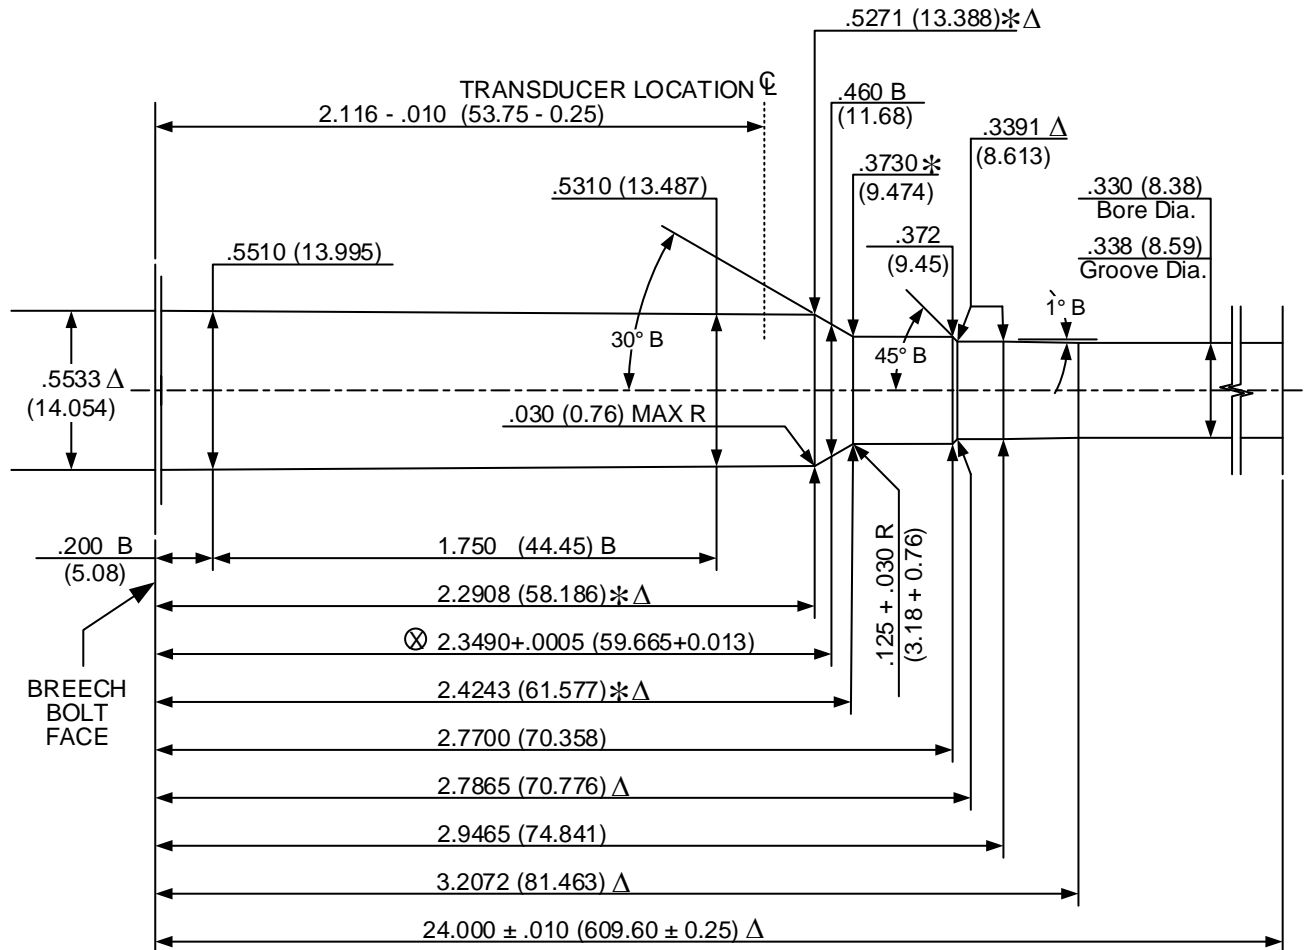 .5271 (13.388)✻Δ
TRANSDUCER LOCATION ℄
2.116 - .010 (53.75 - 0.25)
.460 B
(11.68)
.3391 Δ
(8.613)
.3730 ✻
(9.474)
.5310 (13.487)
.330 (8.38)
Bore Dia.
.372
(9.45)
.338 (8.59)
Groove Dia.
.5510 (13.995)
1° B
30° B
45° B
.5533 Δ
(14.054)
.030 (0.76) MAX R
.200 B
(5.08)
1.750 (44.45) B
.125 + .030 R
(3.18 + 0.76)
2.2908 (58.186)✻Δ
ⓧ 2.3490+.0005 (59.665+0.013)
BREECH
BOLT
FACE
2.4243 (61.577)✻Δ
2.7700 (70.358)
2.7865 (70.776) Δ
2.9465 (74.841)
3.2072 (81.463) Δ
24.000 ± .010 (609.60 ± 0.25) Δ